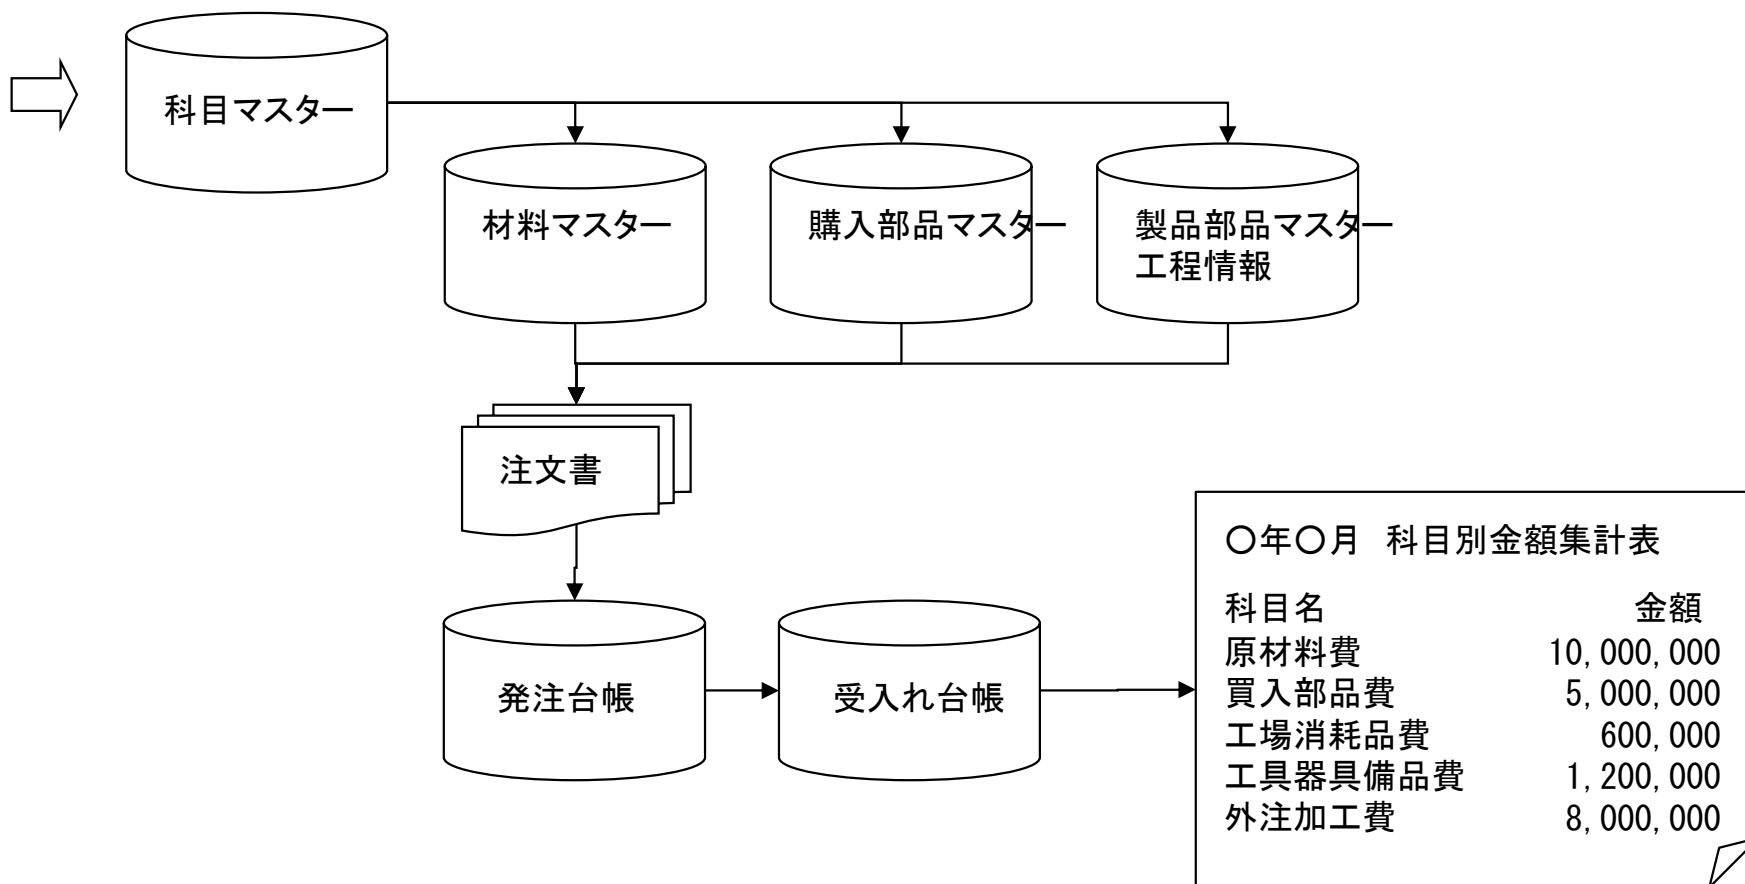 科目マスター
材料マスター
購入部品マスター
製品部品マスター
工程情報
注文書
発注台帳
受入れ台帳
〇年〇月 科目別金額集計表
科目名 金額
原材料費 10,000,000
買入部品費 5,000,000
工場消耗品費 600,000
工具器具備品費 1,200,000
外注加工費 8,000,000